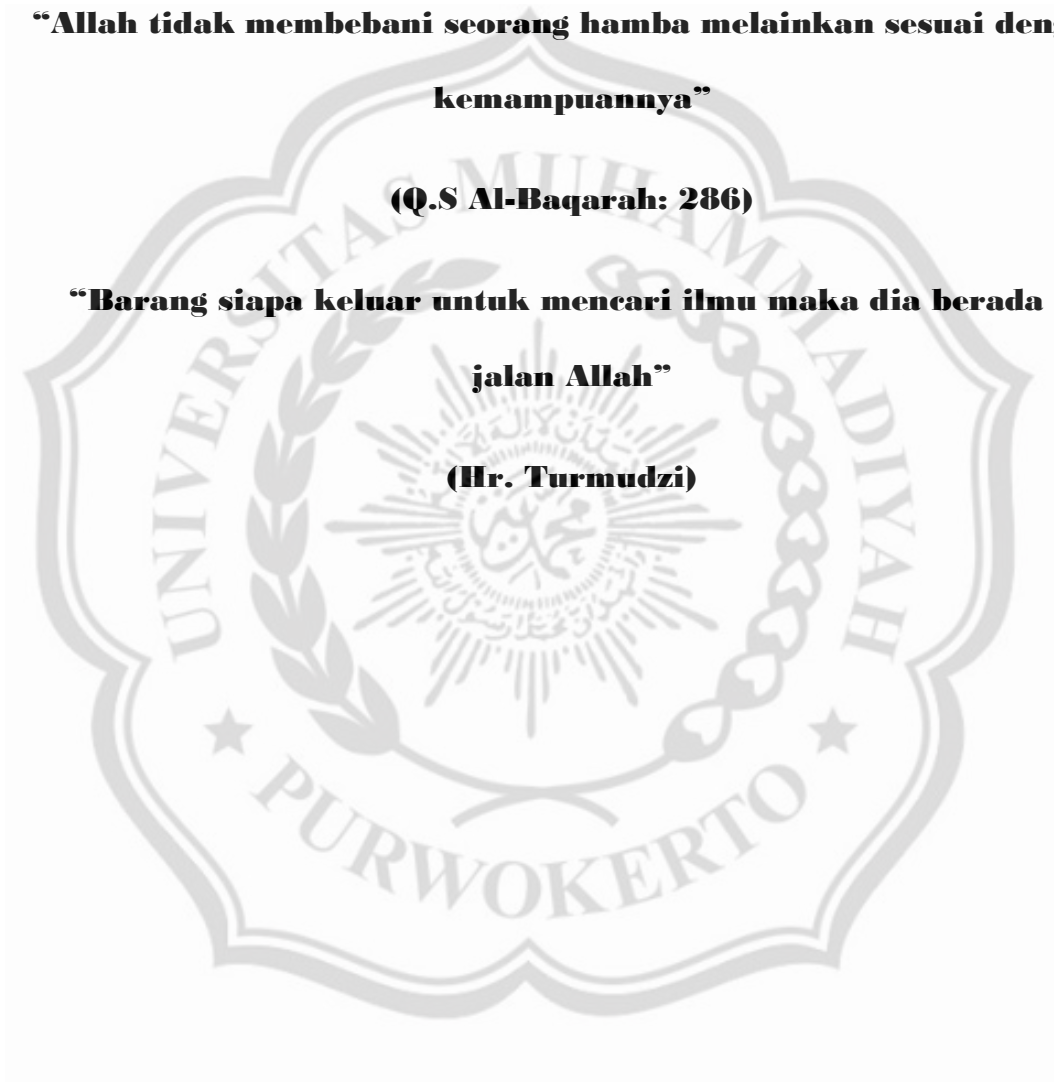 “Allah tidak membebani seorang hamba melainkan sesuai den
kemampuannya”
(Q.S Al-Baqarah: 286)
“Barang siapa keluar untuk mencari ilmu maka dia berada
jalan Allah”
(Hr. Turmudzi)
UNIVERSITAS MUHAMMADIYAH
PURWOKERTO